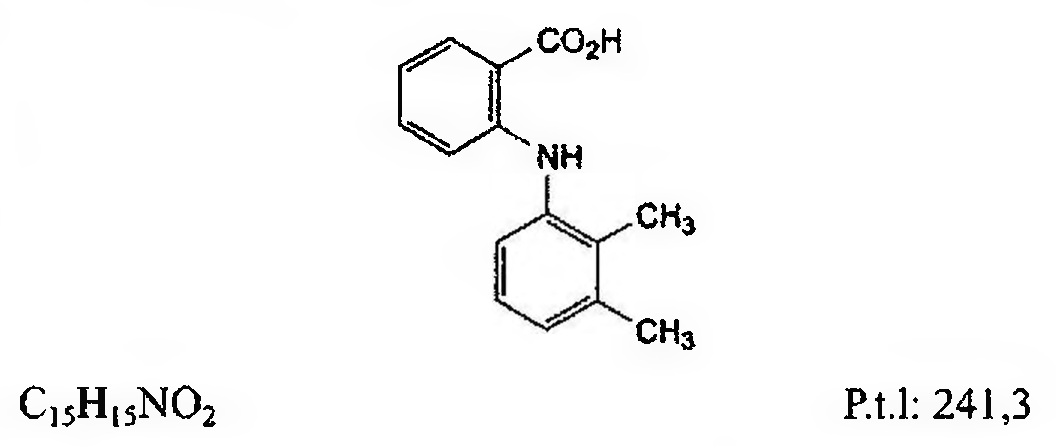 CO₂H
NH
CH₃
CH₃
C₁₅H₁₅NO₂
P.t.l: 241,3